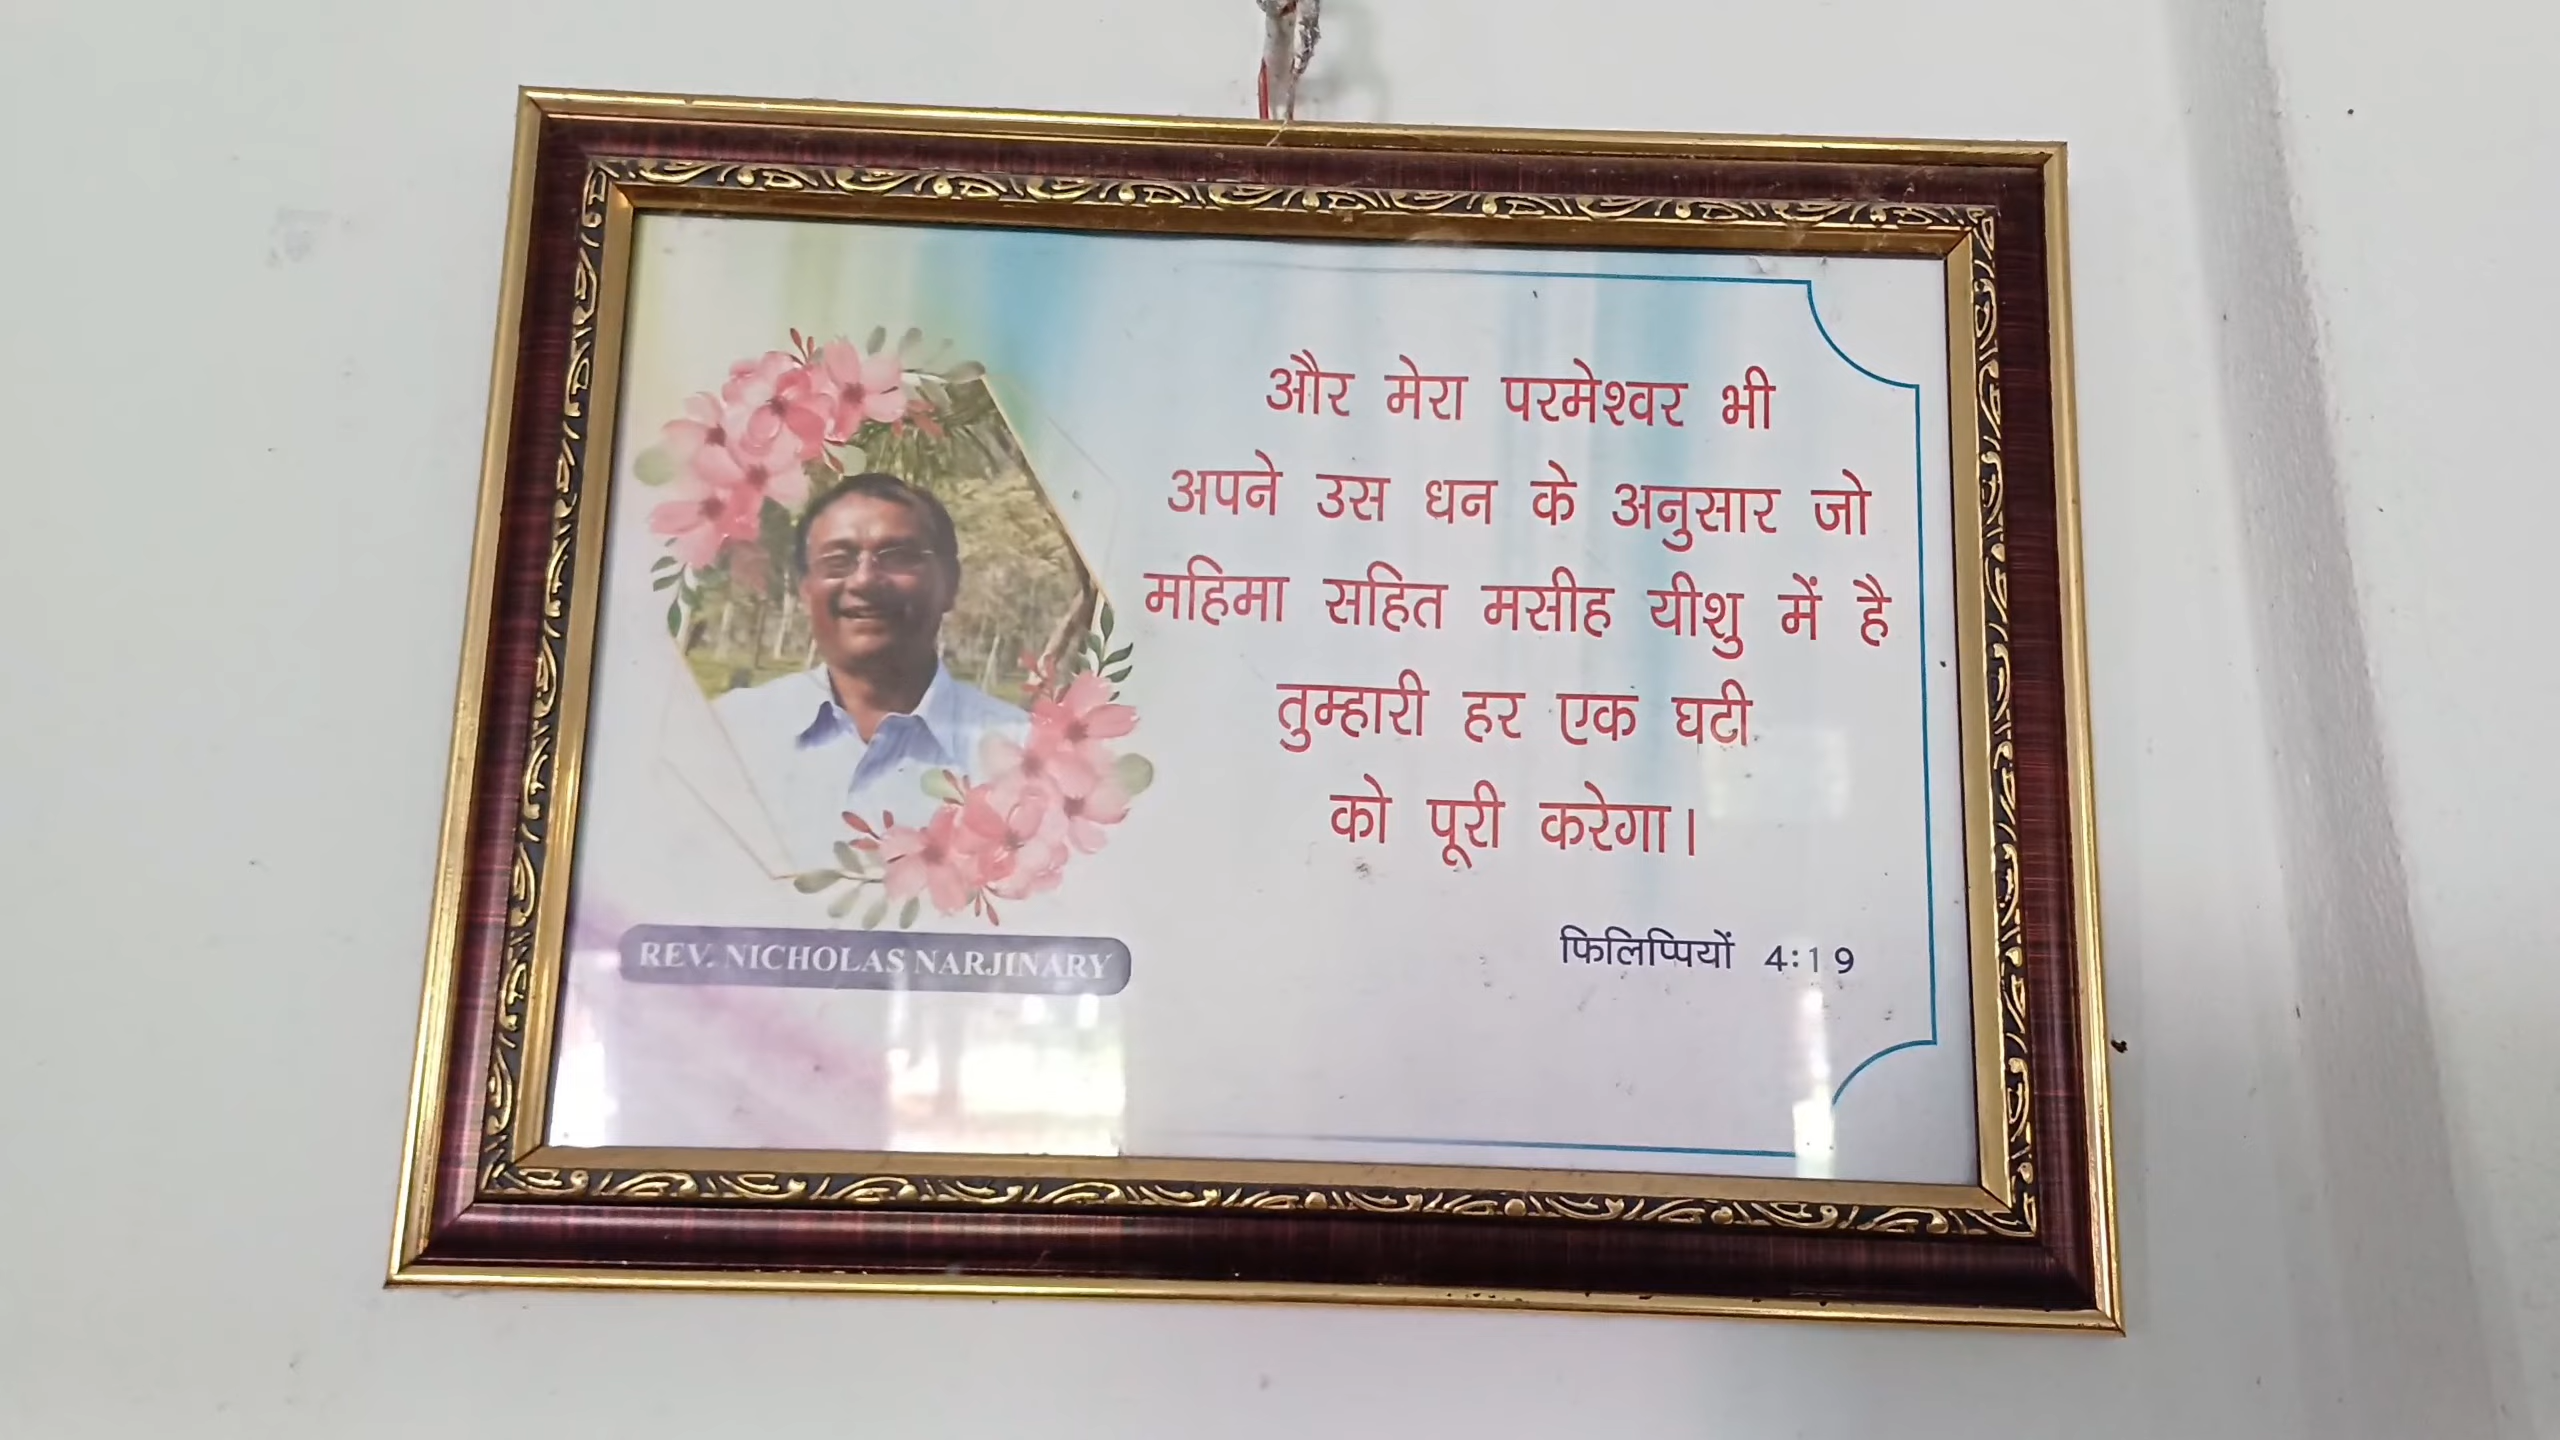 और मेरा परमेश्वर भी
अपने उस धन के अनुसार जो
महिमा सहित मसीह यीशु में है
तुम्हारी हर एक घटी
को पूरी करेगा।
फिलिप्पियों 4:19
REV. NICHOLAS NARJINARY